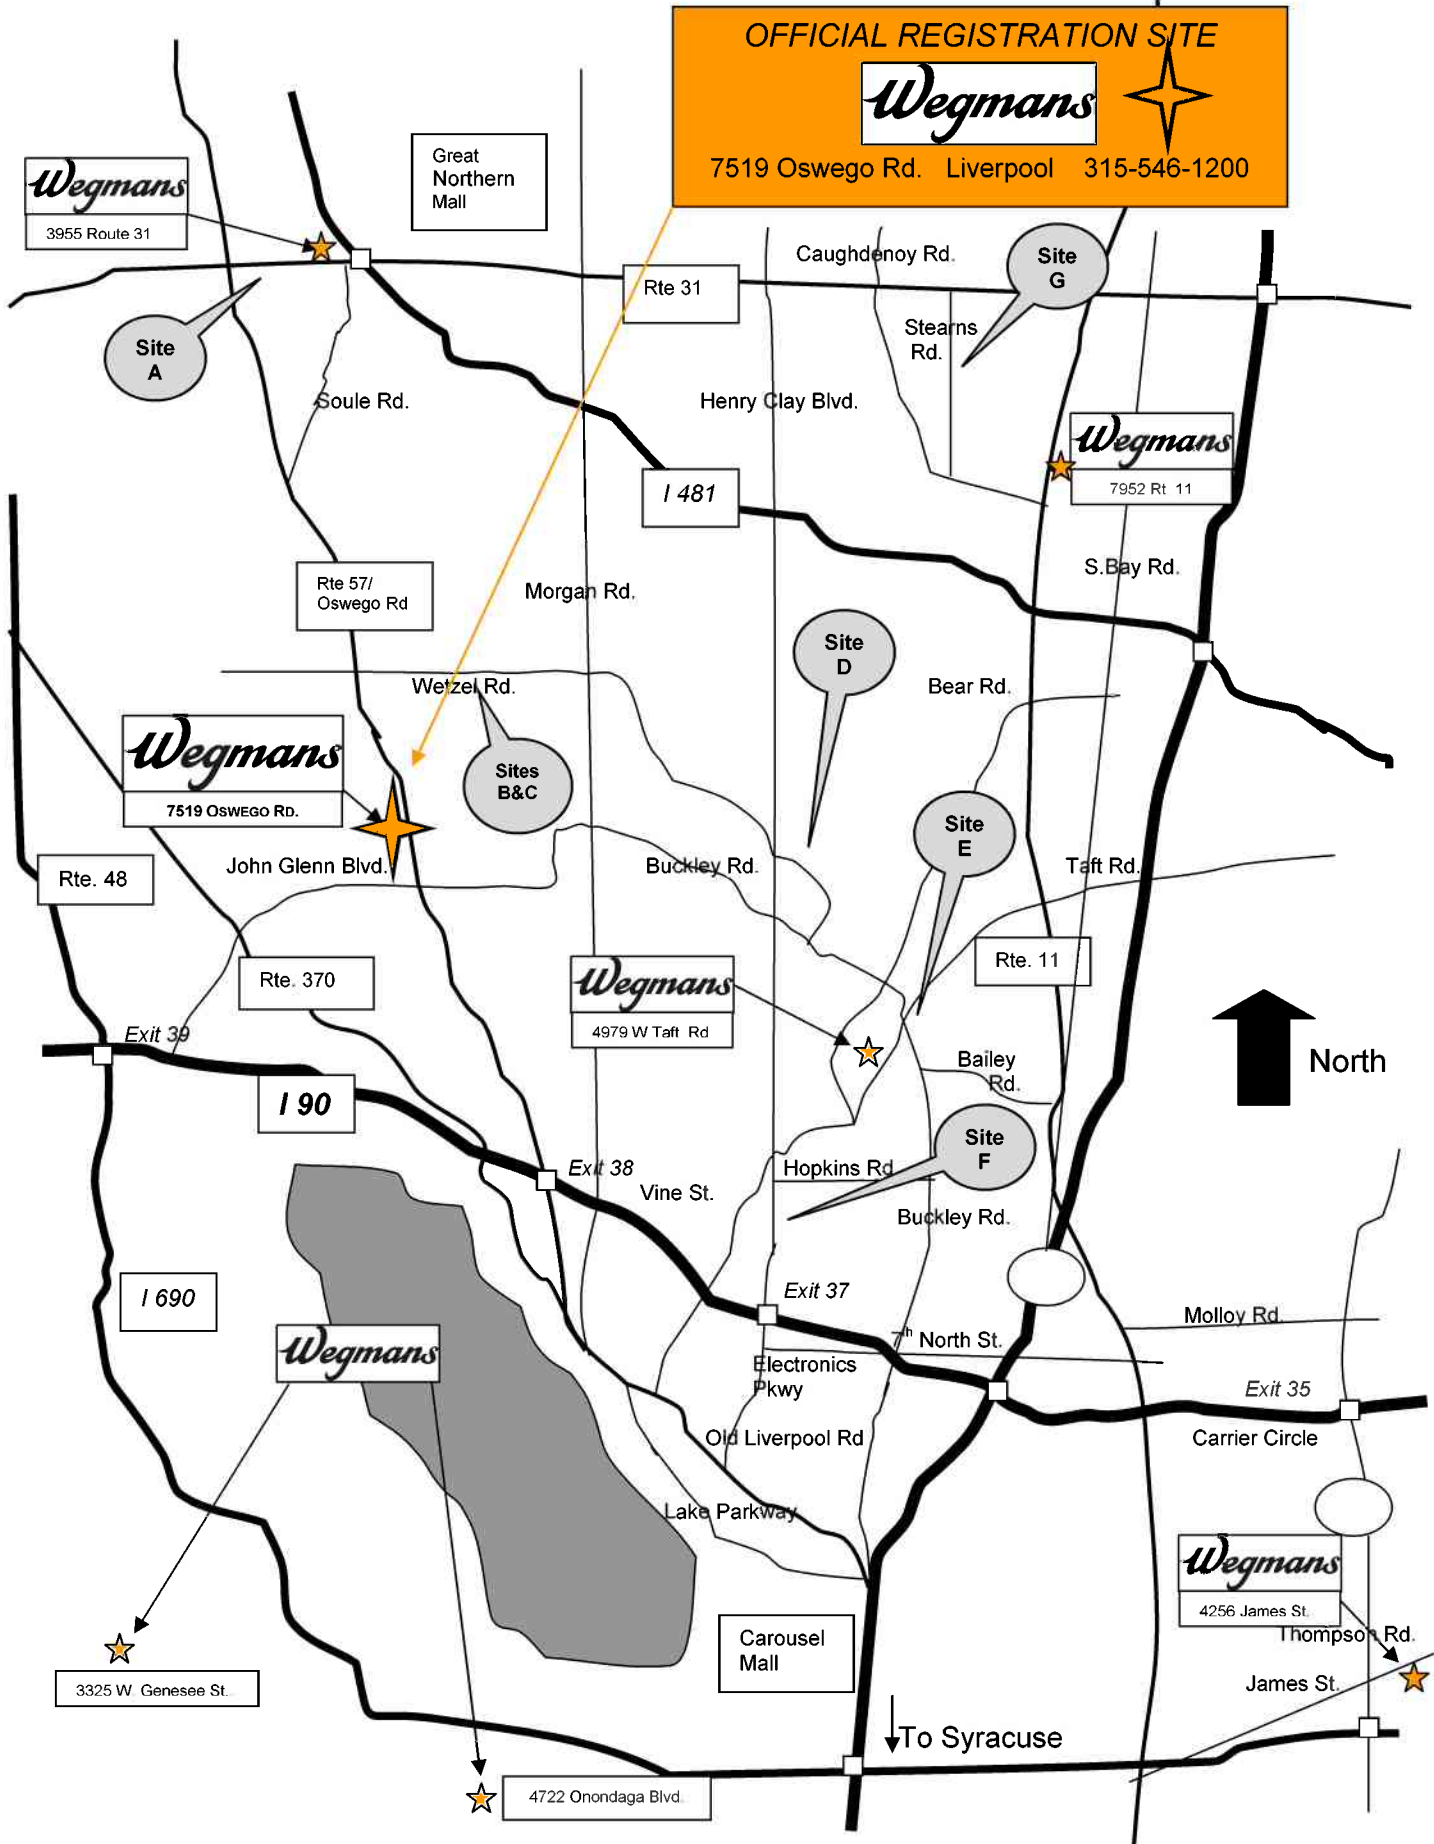 OFFICIAL REGISTRATION SITE
Wegmans
7519 Oswego Rd. Liverpool 315-546-1200
Great
Northern
Mall
Wegmans
3955 Route 31
Caughdenoy Rd.
Site
G
Rte 31
Site
A
Stearns
Rd.
Soule Rd.
Henry Clay Blvd.
Wegmans
7952 Rt 11
I 481
S.Bay Rd.
Rte 57/
Oswego Rd
Morgan Rd.
Site
D
Wetzel Rd.
Bear Rd.
Wegmans
7519 OSWEGO RD.
Sites
B&C
Site
E
John Glenn Blvd.
Buckley Rd.
Taft Rd.
Rte. 48
Rte. 370
Wegmans
4979 W Taft Rd
Rte. 11
Exit 39
Bailey
Rd.
North
I 90
Site
F
Exit 38
Hopkins Rd
Vine St.
Buckley Rd.
I 690
Exit 37
Molloy Rd.
Wegmans
7th North St.
Electronics
Pkwy
Exit 35
Old Liverpool Rd
Carrier Circle
Lake Parkway
Wegmans
4256 James St.
Thompson Rd.
Carousel
Mall
3325 W. Genesee St.
James St.
To Syracuse
4722 Onondaga Blvd.